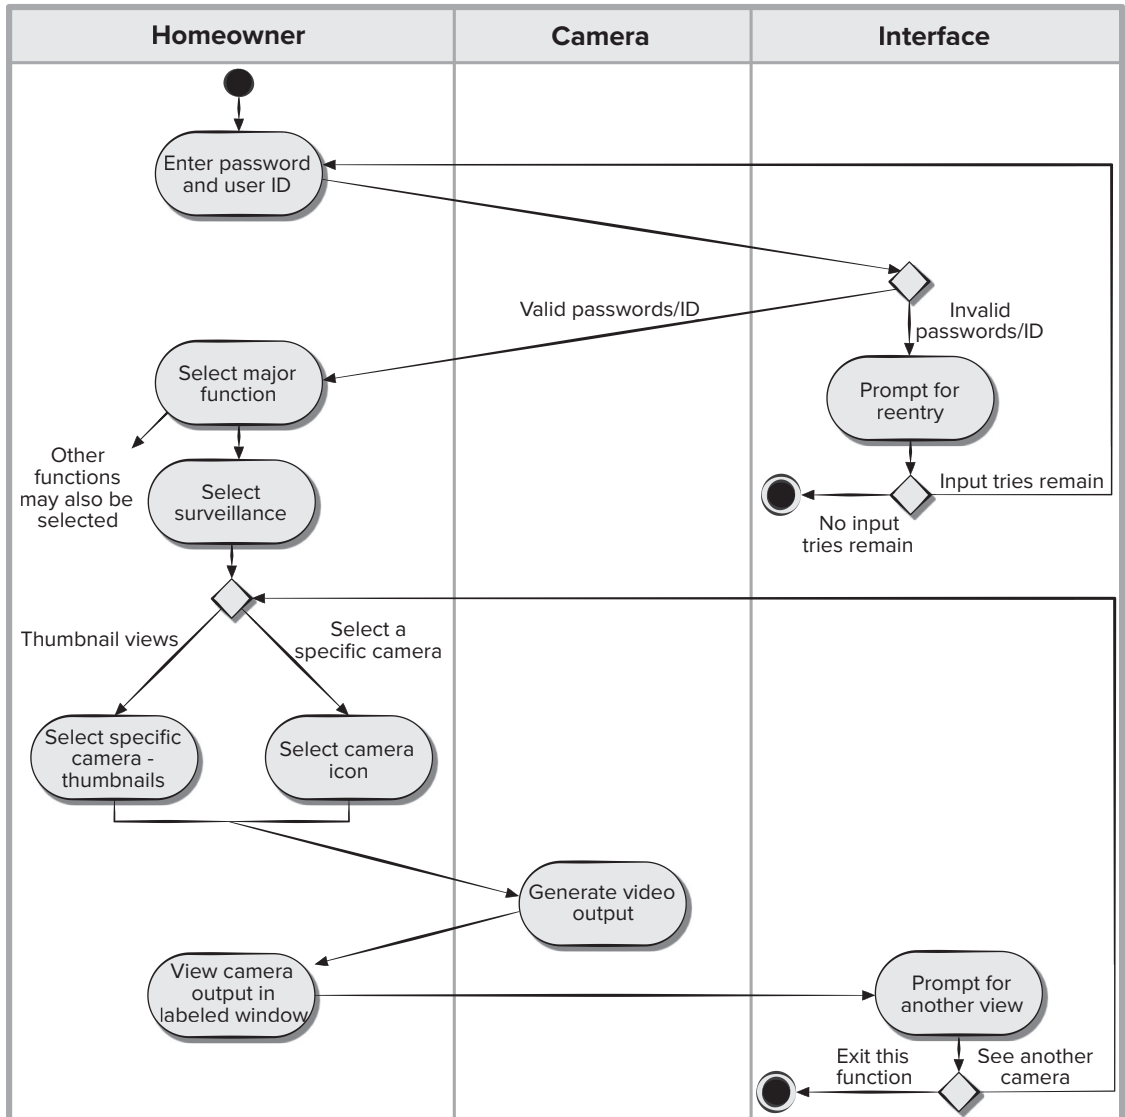 Homeowner
Camera
Interface
Enter password
and user ID
Valid passwords/ID
Invalid
passwords/ID
Select major
function
Prompt for
reentry
Other
functions
may also be
selected
Select
surveillance
Input tries remain
No input
tries remain
Thumbnail views
Select a
specific camera
Select specific
camera -
thumbnails
Select camera
icon
Generate video
output
View camera
output in
labeled window
Prompt for
another view
Exit this
function
See another
camera